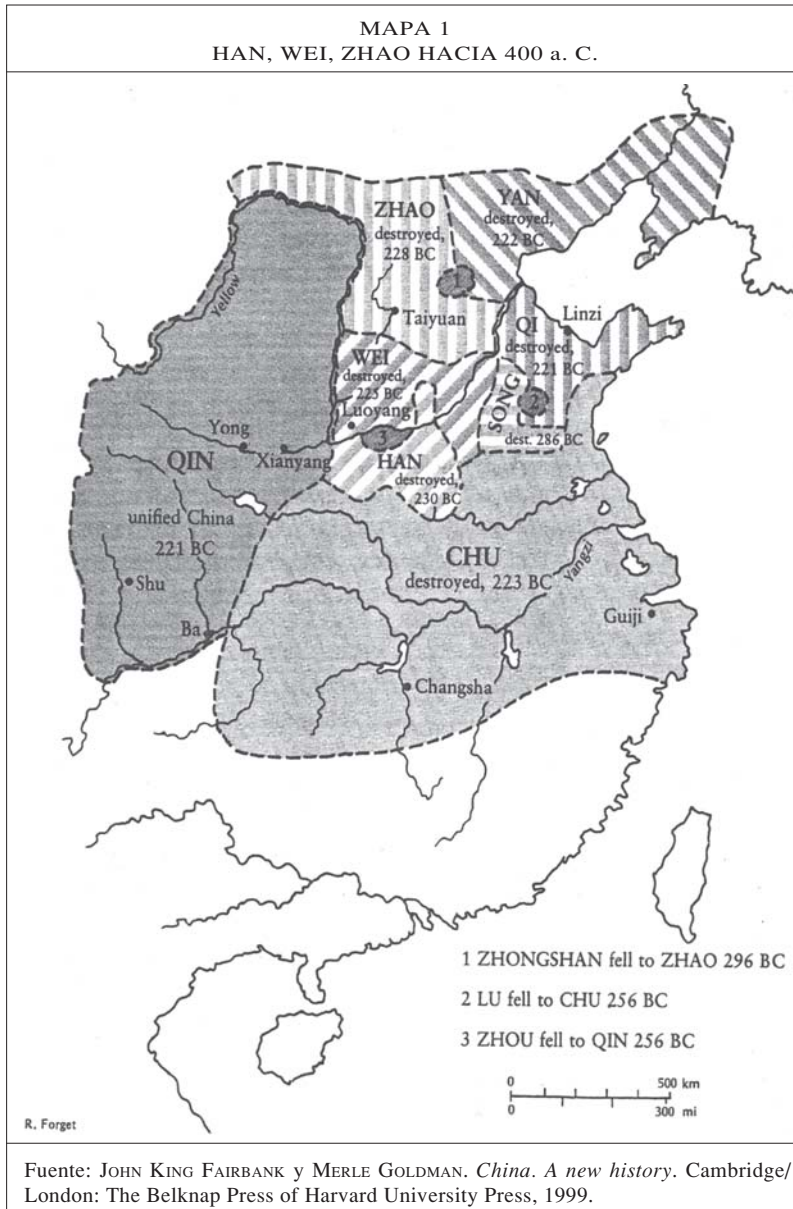 MAPA 1
HAN, WEI, ZHAO HACIA 400 a. C.
ZHAO
destroyed,
228 BC
YAN
destroyed,
222 BC
1
Taiyuan
Yellow
QI
destroyed,
221 BC
Linzi
WEI
destroyed,
225 BC
Luoyang
SONG
2
dest. 286 BC
3
HAN
destroyed,
230 BC
Yong
Xianyang
QIN
unified China
221 BC
Shu
Ba
CHU
destroyed, 223 BC
Yangzi
Guiji
Changsha
1 ZHONGSHAN fell to ZHAO 296 BC
2 LU fell to CHU 256 BC
3 ZHOU fell to QIN 256 BC
0 500 km
0 300 mi
R. Forget
Fuente: JOHN KING FAIRBANK y MERLE GOLDMAN. China. A new history. Cambridge/
London: The Belknap Press of Harvard University Press, 1999.